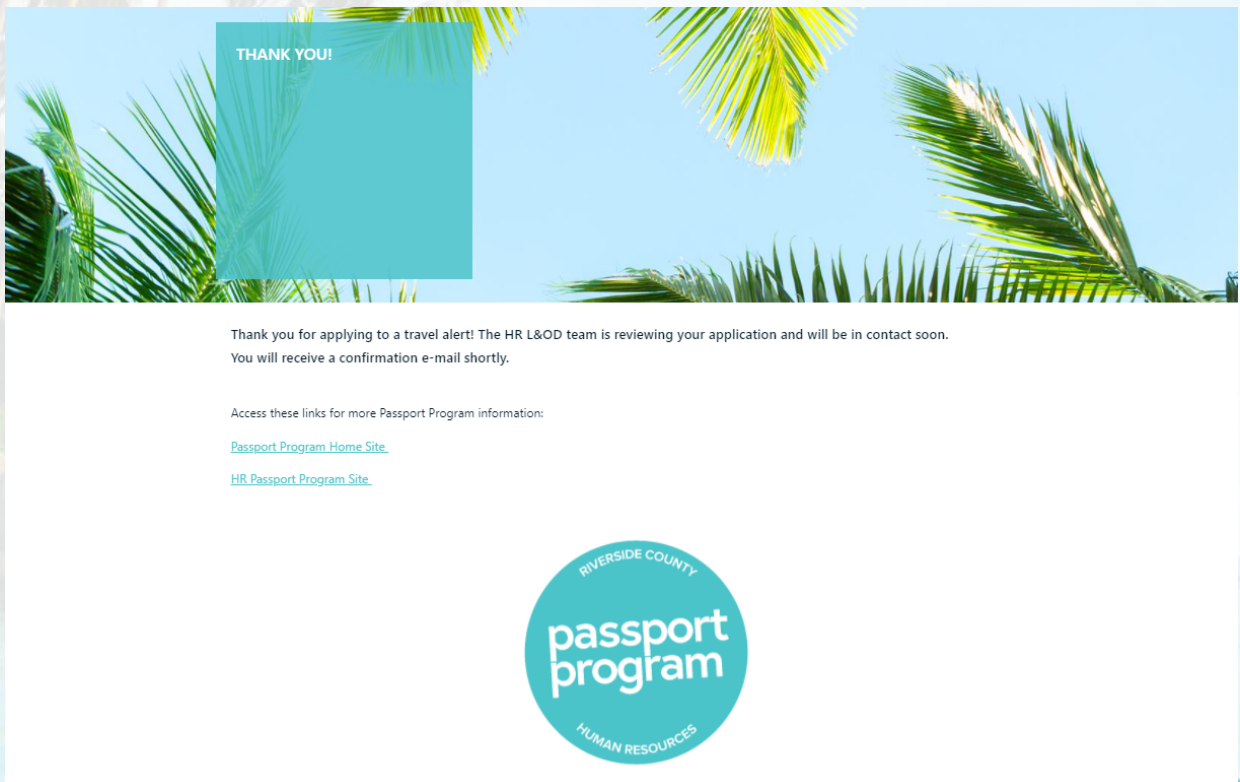 THANK YOU!
Thank you for applying to a travel alert! The HR L&OD team is reviewing your application and will be in contact soon.
You will receive a confirmation e-mail shortly.
Access these links for more Passport Program information:
Passport Program Home Site
HR Passport Program Site
RIVERSIDE COUNTY
passport
program
HUMAN RESOURCES